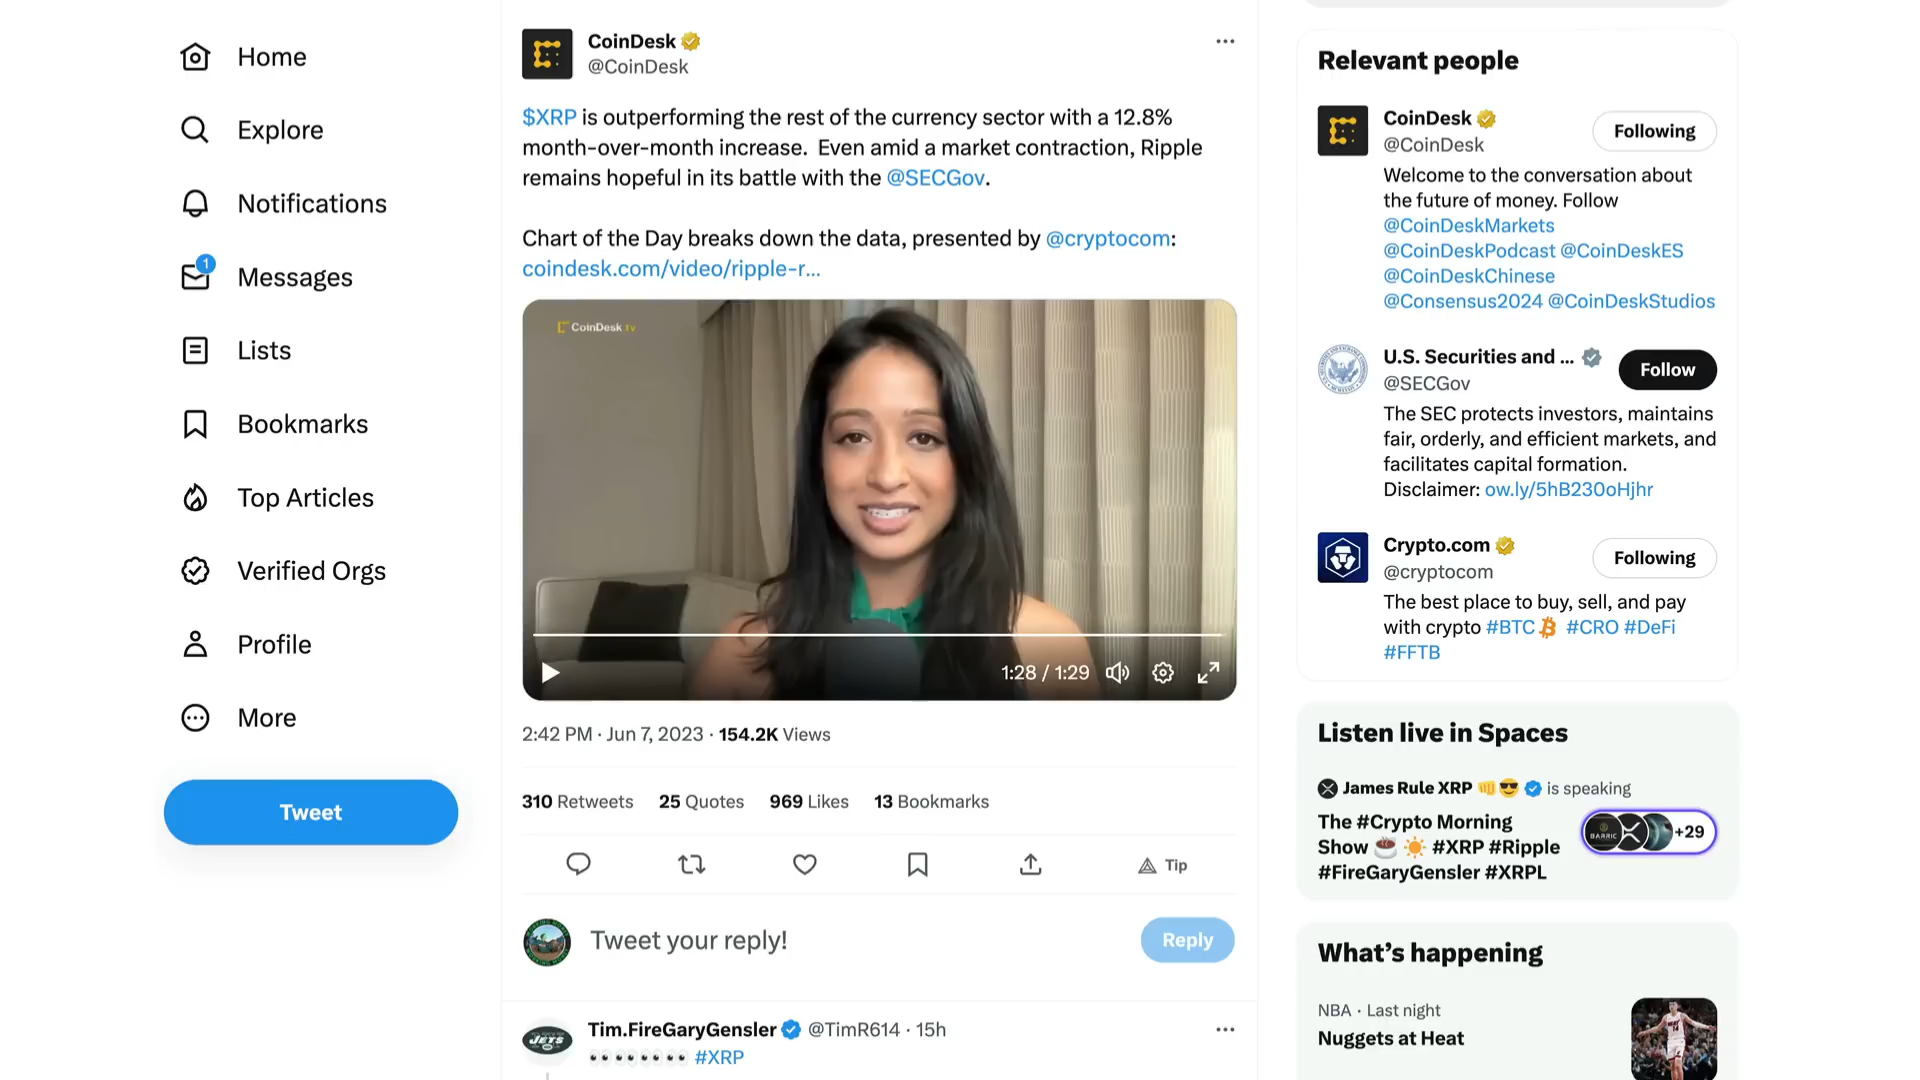 Home
Explore
Notifications
1
Messages
Lists
Bookmarks
Top Articles
Verified Orgs
Profile
More
Tweet
CoinDesk
@CoinDesk
$XRP is outperforming the rest of the currency sector with a 12.8%
month-over-month increase.  Even amid a market contraction, Ripple
remains hopeful in its battle with the @SECGov.
Chart of the Day breaks down the data, presented by @cryptocom:
coindesk.com/video/ripple-r...
CoinDesk tv
1:28 / 1:29
2:42 PM · Jun 7, 2023 · 154.2K Views
310 Retweets 25 Quotes 969 Likes 13 Bookmarks
Tip
Tweet your reply!
Reply
Tim.FireGaryGensler @TimR614 · 15h
JETS
#XRP
Relevant people
CoinDesk
@CoinDesk
Following
Welcome to the conversation about
the future of money. Follow
@CoinDeskMarkets
@CoinDeskPodcast @CoinDeskES
@CoinDeskChinese
@Consensus2024 @CoinDeskStudios
U.S. Securities and ...
@SECGov
Follow
The SEC protects investors, maintains
fair, orderly, and efficient markets, and
facilitates capital formation.
Disclaimer: ow.ly/5hB230oHjhr
Crypto.com
@cryptocom
Following
The best place to buy, sell, and pay
with crypto #BTC #CRO #DeFi
#FFTB
Listen live in Spaces
James Rule XRP 👊😎 is speaking
The #Crypto Morning
Show ☕ ☀️ #XRP #Ripple
#FireGaryGensler #XRPL
BARRIC
+29
What's happening
NBA · Last night
Nuggets at Heat